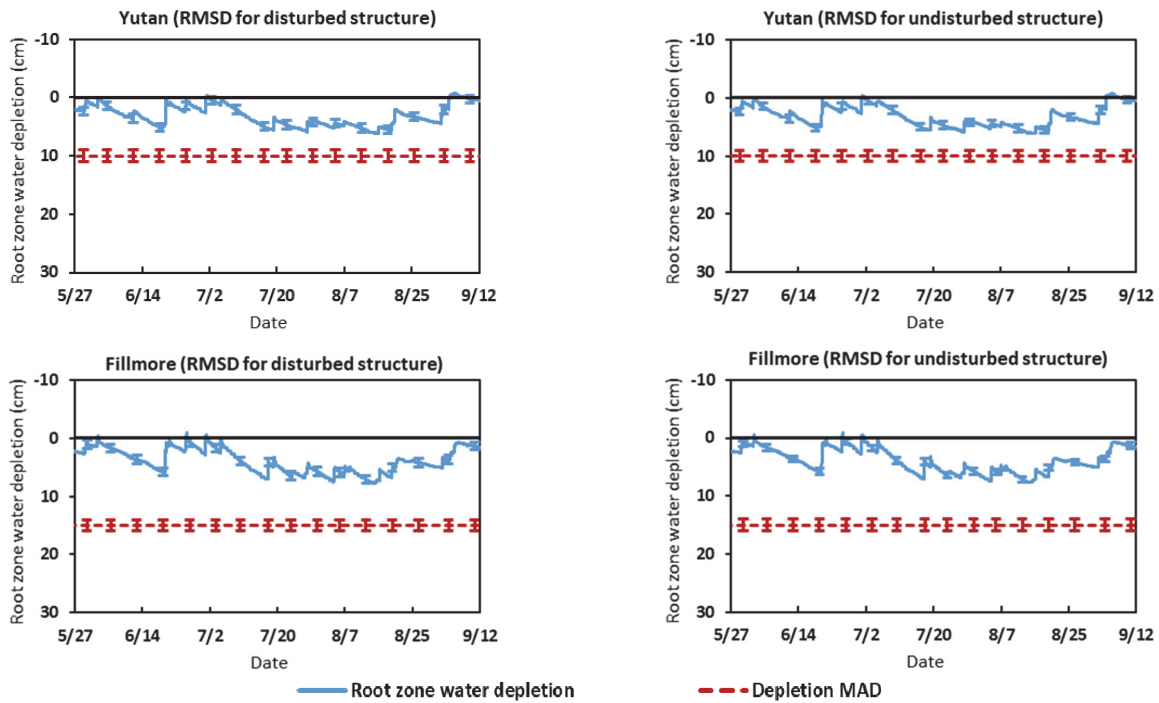 Yutan (RMSD for disturbed structure)
Root zone water depletion (cm)
-10
0
10
20
30
5/27 6/14 7/2 7/20 8/7 8/25 9/12
Date
Yutan (RMSD for undisturbed structure)
Root zone water depletion (cm)
-10
0
10
20
30
5/27 6/14 7/2 7/20 8/7 8/25 9/12
Date
Fillmore (RMSD for disturbed structure)
Root zone water depletion (cm)
-10
0
10
20
30
5/27 6/14 7/2 7/20 8/7 8/25 9/12
Date
Fillmore (RMSD for undisturbed structure)
Root zone water depletion (cm)
-10
0
10
20
30
5/27 6/14 7/2 7/20 8/7 8/25 9/12
Date
Root zone water depletion
Depletion MAD